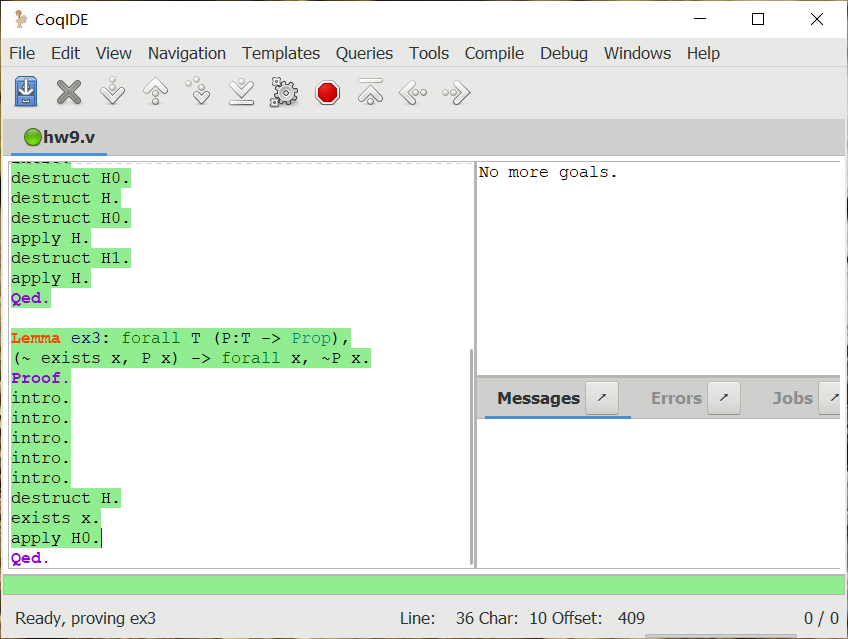 CoqIDE
File Edit View Navigation Templates Queries Tools Compile Debug Windows Help
hw9.v
destruct H0.
destruct H.
destruct H0.
apply H.
destruct H1.
apply H.
Qed.
Lemma ex3: forall T (P:T -> Prop),
(~ exists x, P x) -> forall x, ~P x.
Proof.
intro.
intro.
intro.
intro.
intro.
destruct H.
exists x.
apply H0.
Qed.
No more goals.
Messages Errors Jobs
Ready, proving ex3 Line: 36 Char: 10 Offset: 409 0 / 0